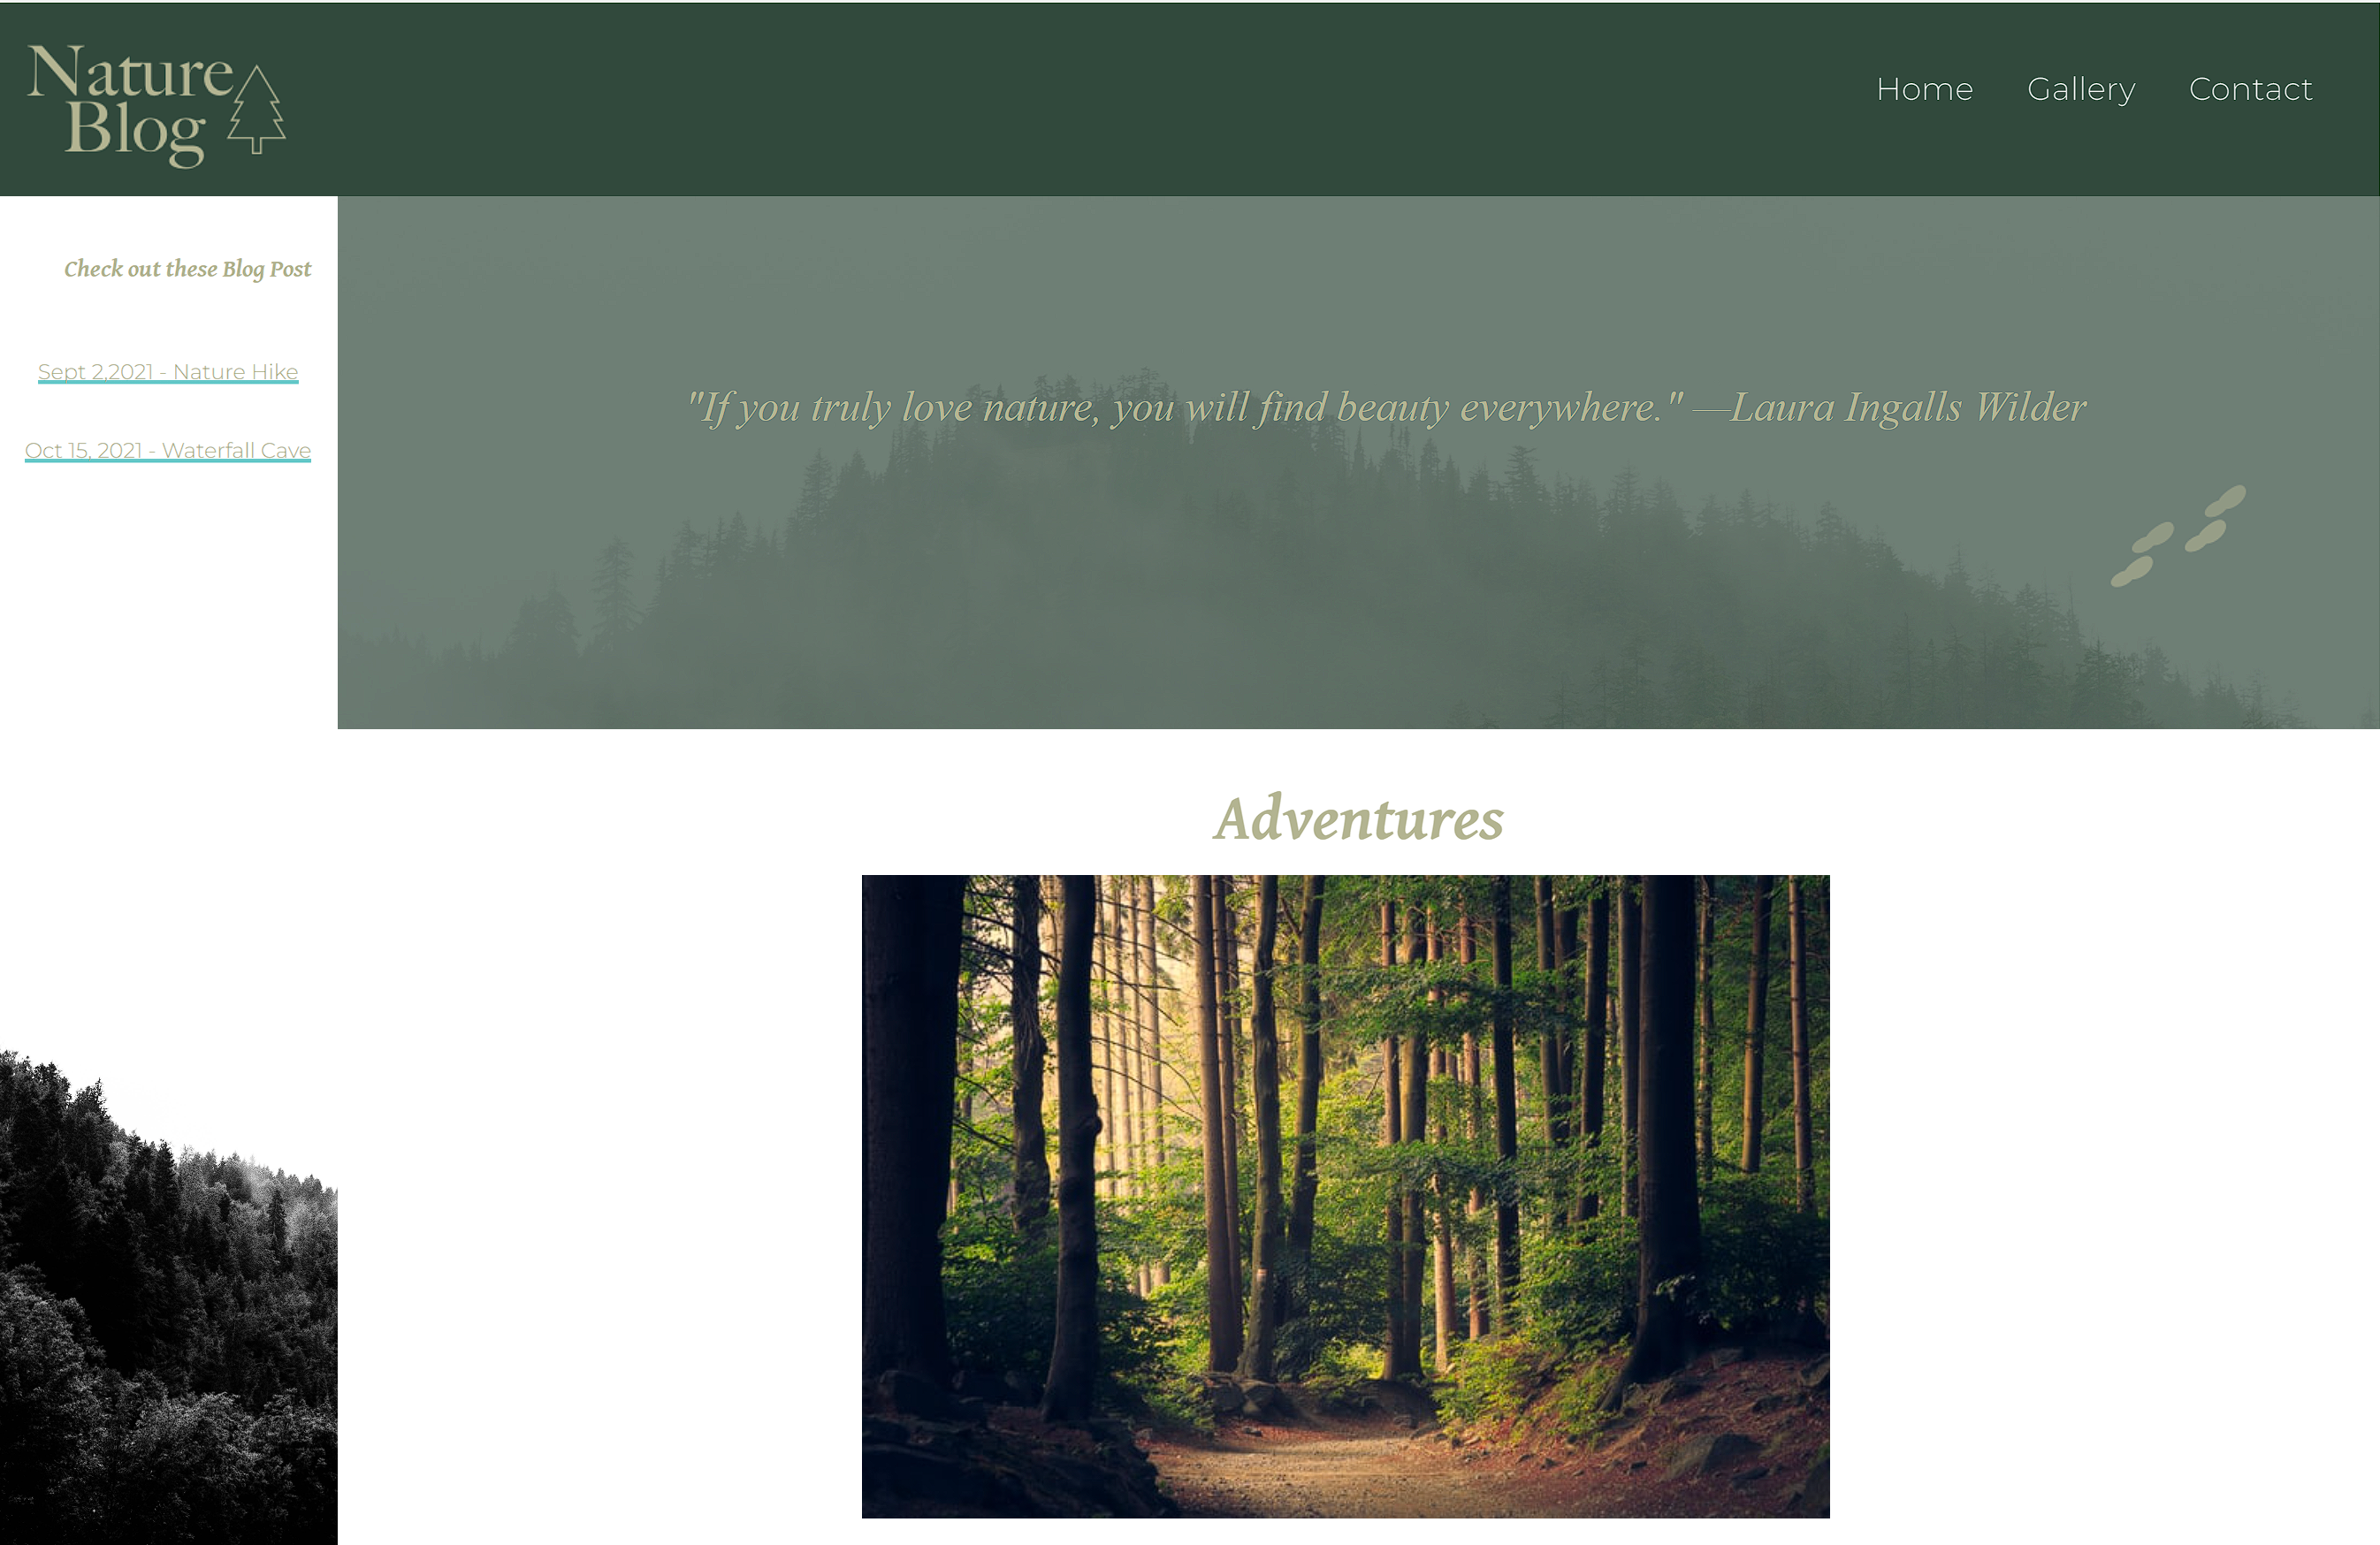 Nature
Blog
Home Gallery Contact
Check out these Blog Post
Sept 2,2021 - Nature Hike
Oct 15, 2021 - Waterfall Cave
"If you truly love nature, you will find beauty everywhere." —Laura Ingalls Wilder
Adventures